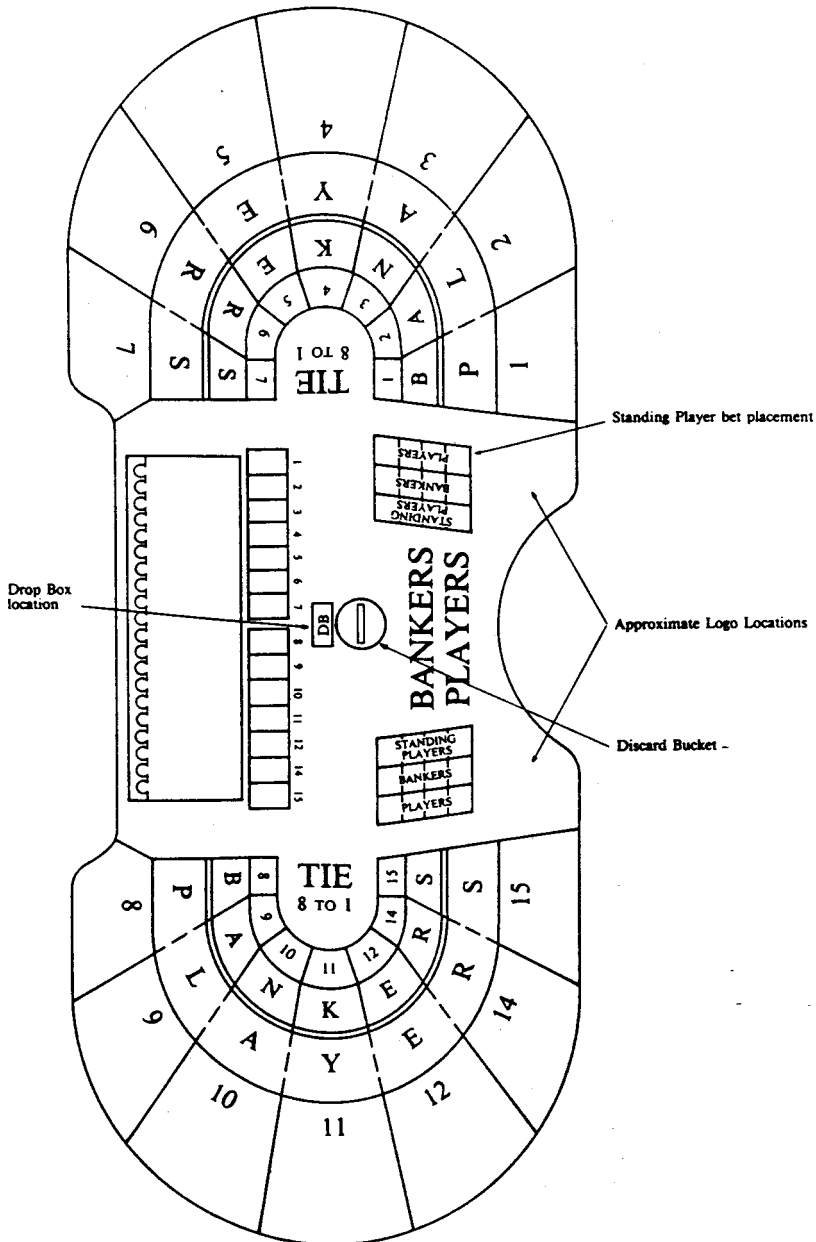 4
5
3
6
2
7
1
P L A Y E R S
B A N K E R S
1 2 3 4 5 6 7
8 TO 1
TIE
Standing Player bet placement
PLAYERS
BANKERS
STANDING
PLAYERS
1
2
3
4
5
6
7
8
9
10
11
12
14
15
Drop Box
location
DB
BANKERS
PLAYERS
Approximate Logo Locations
Discard Bucket
STANDING
PLAYERS
BANKERS
PLAYERS
TIE
8 TO 1
8 9 10 11 12 14 15
B A N K E R S
P L A Y E R S
8
9
10
11
12
14
15